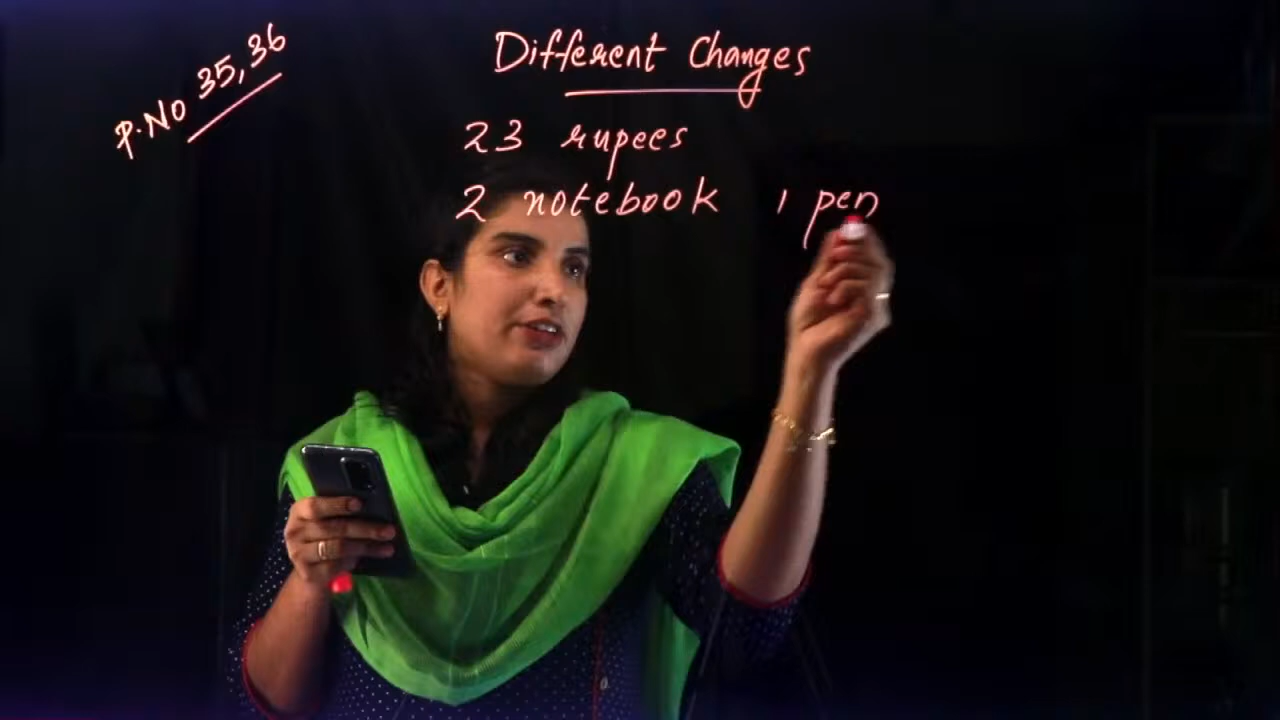 P.NO 35, 36
Different Changes
23 rupees
2 notebook 1 pen